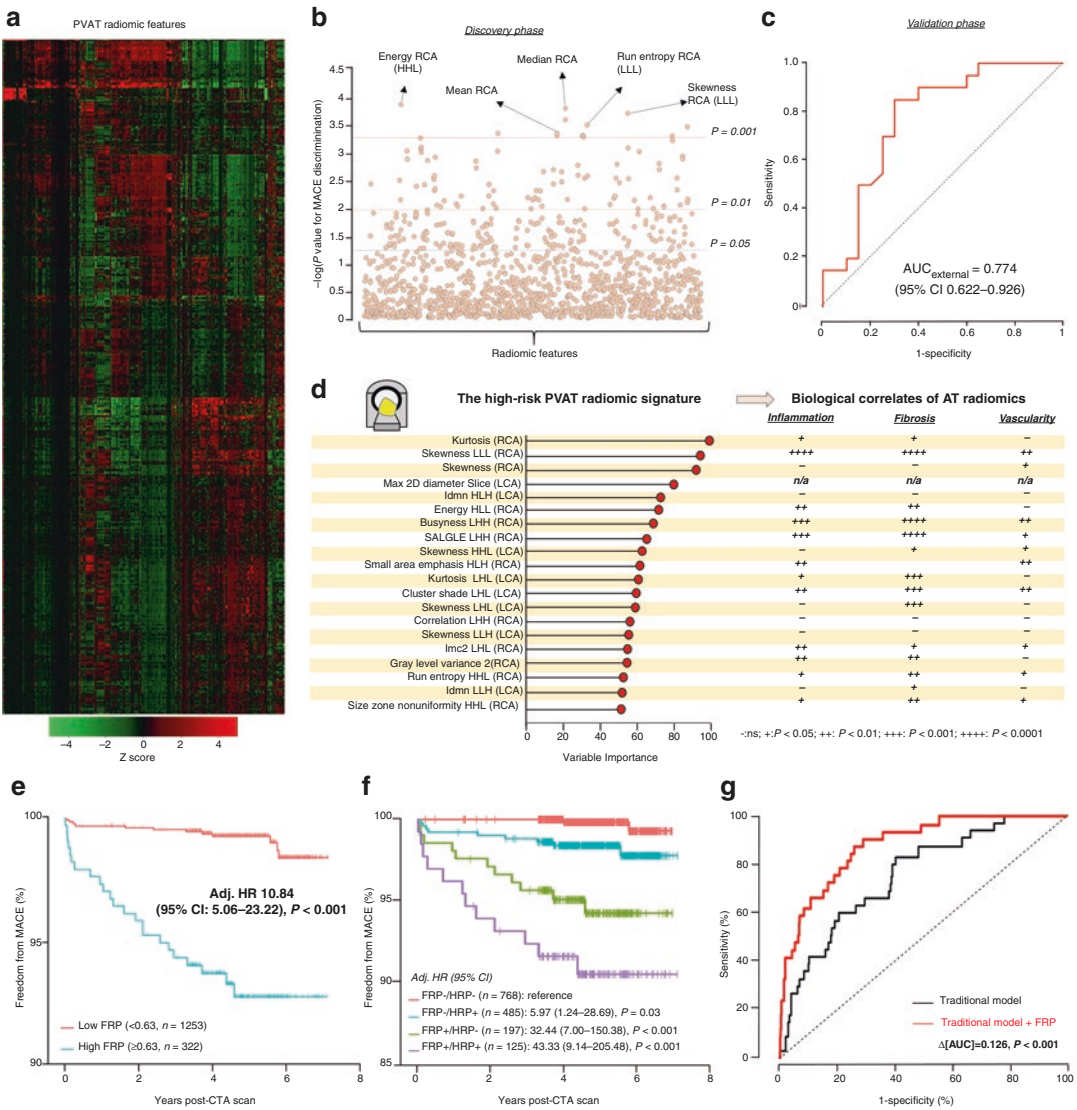 a
PVAT radiomic features
−4 −2 0 2 4
Z score
b
Discovery phase
Energy RCA
(HHL)
Mean RCA
Median RCA
Run entropy RCA
(LLL)
Skewness
RCA (LLL)
P = 0.001
P = 0.01
P = 0.05
−log(P value for MACE discrimination)
4.5
4
3.5
3
2.5
2
1.5
1
0.5
0
Radiomic features
c
Validation phase
Sensitivity
1.0
0.8
0.6
0.4
0.2
0
AUCexternal = 0.774
(95% CI 0.622–0.926)
0 0.2 0.4 0.6 0.8 1
1-specificity
d
The high-risk PVAT radiomic signature
Biological correlates of AT radiomics
Inflammation Fibrosis Vascularity
Kurtosis (RCA) + + –
Skewness LLL (RCA) ++++ ++++ ++
Skewness (RCA) – – +
Max 2D diameter Slice (LCA) n/a n/a n/a
Idmn HLH (LCA) – – –
Energy HLL (RCA) ++ ++ –
Busyness LHH (RCA) +++ ++++ ++
SALGLE LHH (RCA) +++ ++++ +
Skewness HHL (LCA) – + +
Small area emphasis HLH (RCA) ++ ++
Kurtosis LHL (LCA) + +++ –
Cluster shade LHL (LCA) ++ +++ ++
Skewness LHL (LCA) – +++ –
Correlation LHH (RCA) – – –
Skewness LLH (LCA) – – –
Imc2 LHL (RCA) ++ + +
Gray level variance 2(RCA) ++ ++ –
Run entropy HHL (RCA) + ++ +
Idmn LLH (LCA) – + –
Size zone nonuniformity HHL (RCA) + ++ +
0 20 40 60 80 100
Variable Importance
-:ns; +:P < 0.05; ++: P < 0.01; +++: P < 0.001; ++++: P < 0.0001
e
Freedom from MACE (%)
100
95
90
Adj. HR 10.84
(95% CI: 5.06–23.22), P < 0.001
Low FRP (<0.63, n = 1253)
High FRP (≥0.63, n = 322)
0 2 4 6 8
Years post-CTA scan
f
Freedom from MACE (%)
100
95
90
85
Adj. HR (95% CI)
FRP-/HRP- (n = 768): reference
FRP-/HRP+ (n = 485): 5.97 (1.24–28.69), P = 0.03
FRP+/HRP- (n = 197): 32.44 (7.00–150.38), P < 0.001
FRP+/HRP+ (n = 125): 43.33 (9.14–205.48), P < 0.001
0 2 4 6 8
Years post-CTA scan
g
Sensitivity (%)
100
80
60
40
20
0
Traditional model
Traditional model + FRP
Δ[AUC]=0.126, P < 0.001
0 20 40 60 80 100
1-specificity (%)